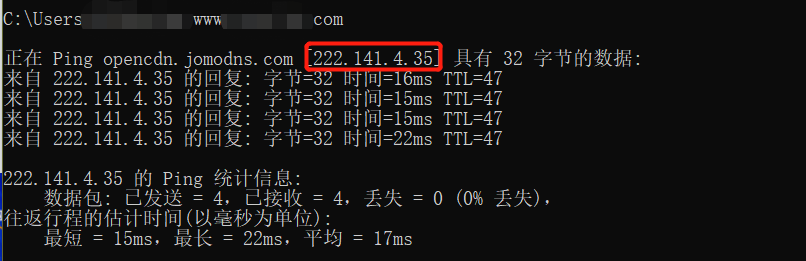 C:\Users www com
正在 Ping opencdn.jomodns.com [222.141.4.35] 具有 32 字节的数据:
来自 222.141.4.35 的回复: 字节=32 时间=16ms TTL=47
来自 222.141.4.35 的回复: 字节=32 时间=15ms TTL=47
来自 222.141.4.35 的回复: 字节=32 时间=15ms TTL=47
来自 222.141.4.35 的回复: 字节=32 时间=22ms TTL=47
222.141.4.35 的 Ping 统计信息:
数据包: 已发送 = 4，已接收 = 4，丢失 = 0 (0% 丢失)，
往返行程的估计时间(以毫秒为单位):
最短 = 15ms，最长 = 22ms，平均 = 17ms